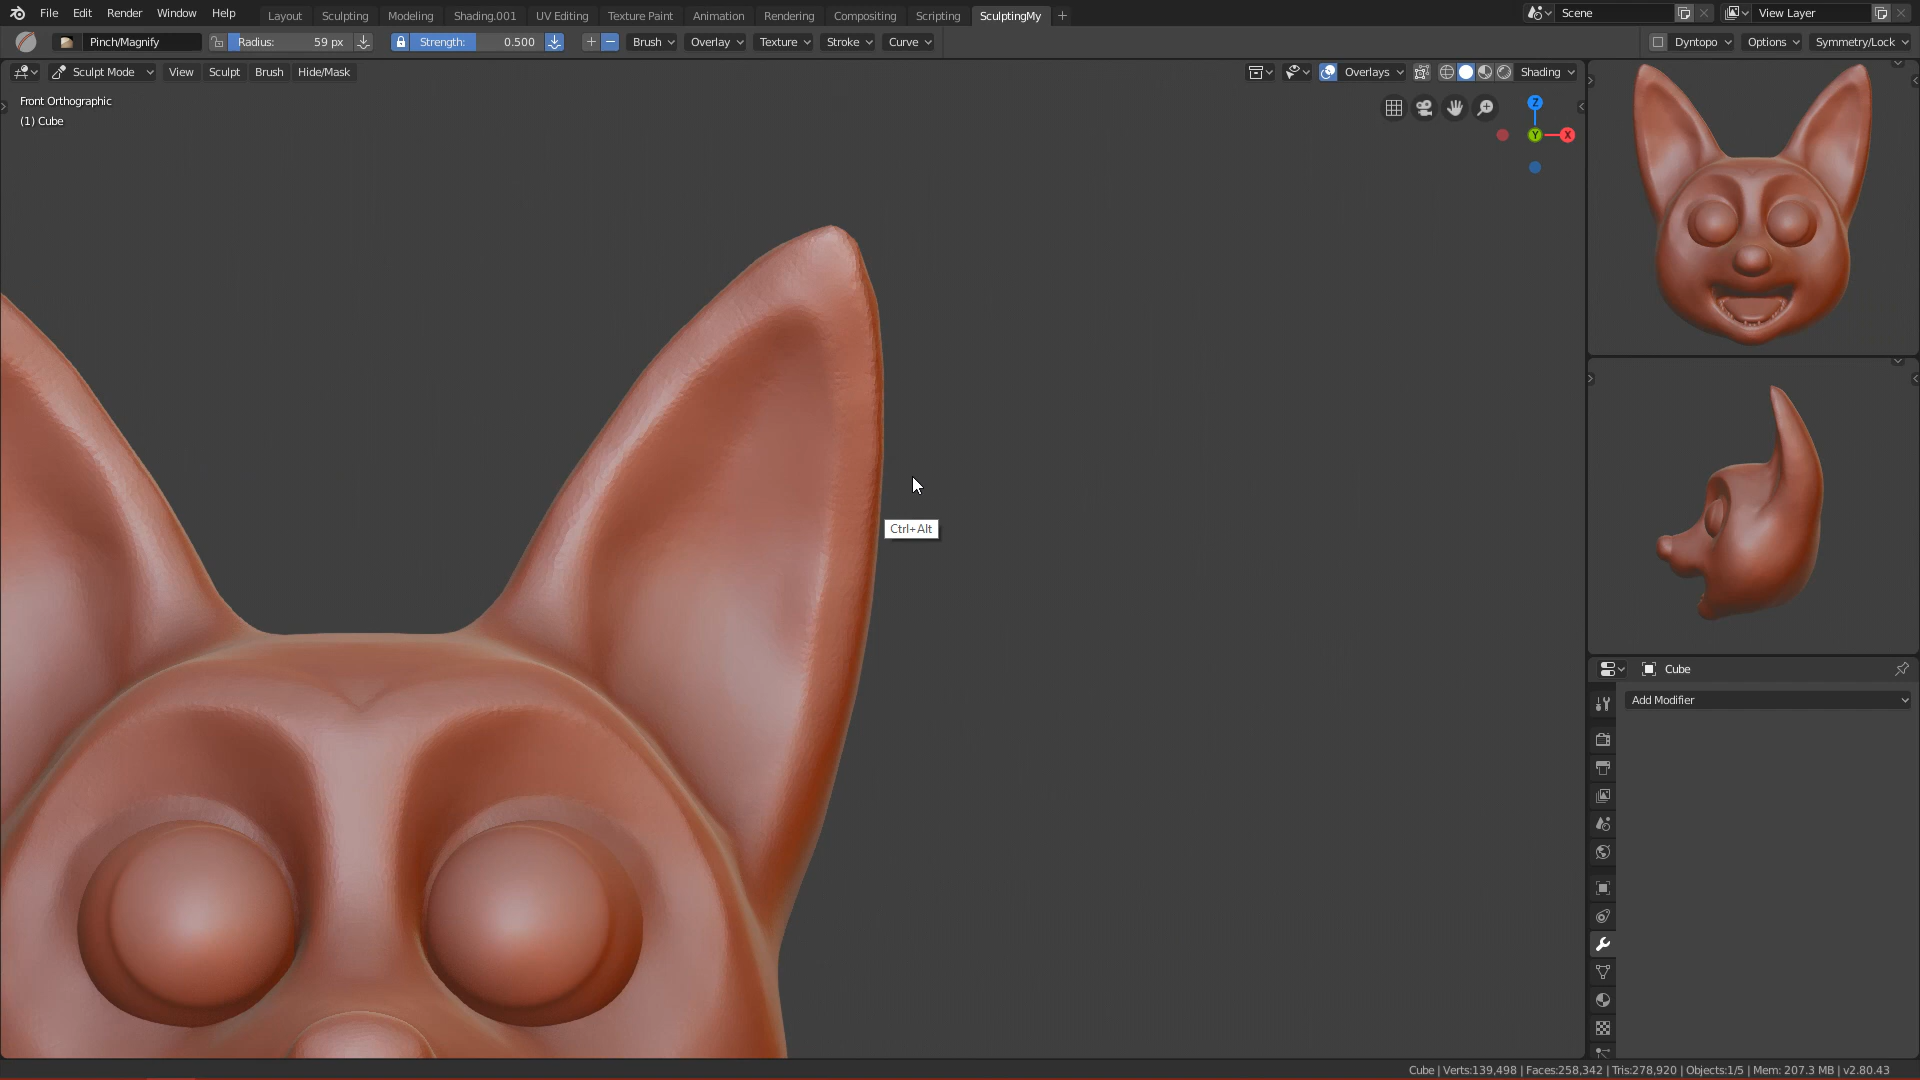 File Edit Render Window Help Layout Sculpting Modeling Shading.001 UV Editing Texture Paint Animation Rendering Compositing Scripting SculptingMy + Scene View Layer
Pinch/Magnify Radius: 59 px Strength: 0.500 Brush Overlay Texture Stroke Curve Dyntopo Options Symmetry/Lock
Sculpt Mode View Sculpt Brush Hide/Mask Overlays Shading
Front Orthographic
(1) Cube
Z
Y X
Ctrl+Alt
Cube
Add Modifier
Cube | Verts:139,498 | Faces:258,342 | Tris:278,920 | Objects:1/5 | Mem: 207.3 MB | v2.80.43